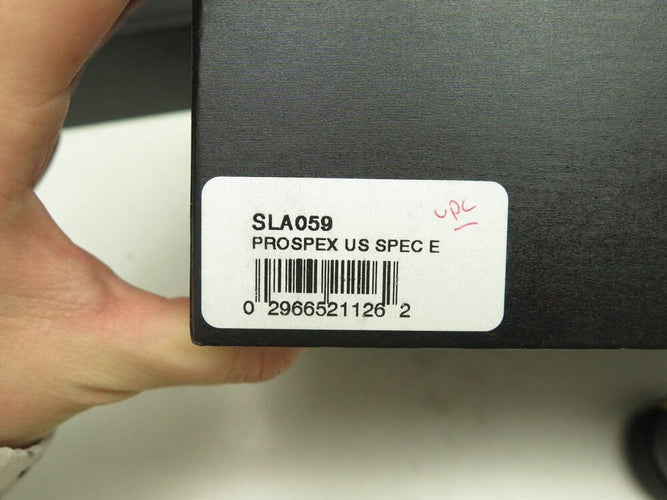 UPC
SLA059
PROSPEX US SPEC E
0 2966521126 2